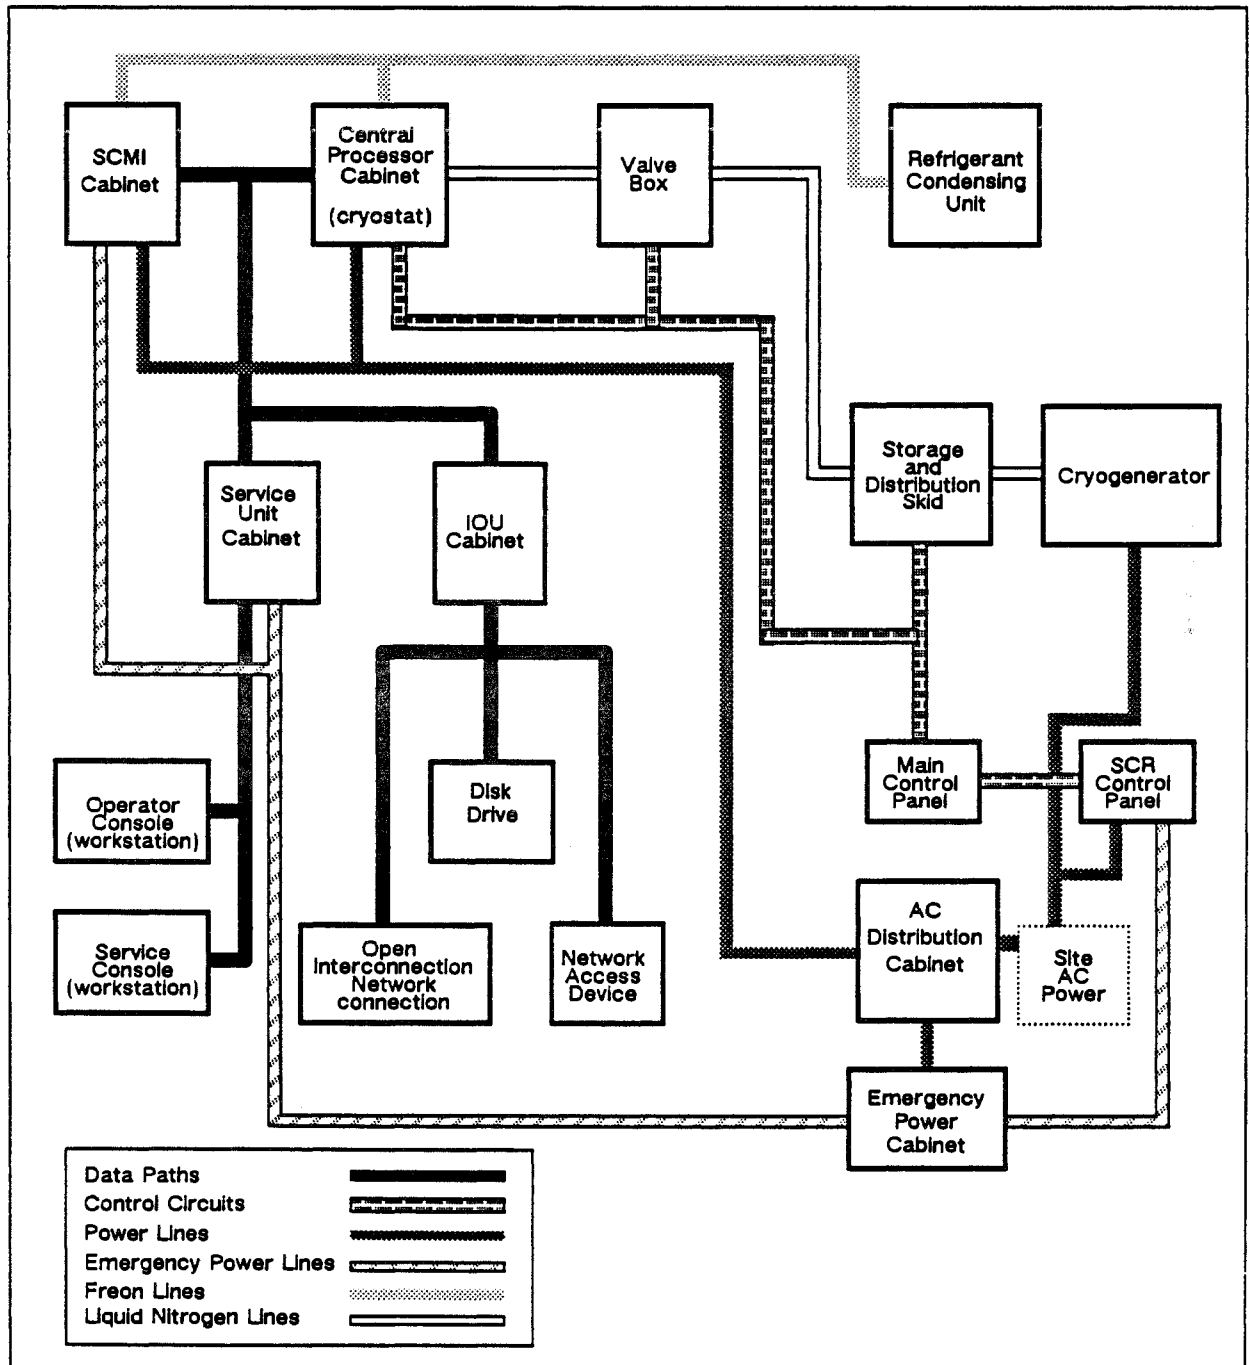 SCMI
Cabinet
Central
Processor
Cabinet
(cryostat)
Valve
Box
Refrigerant
Condensing
Unit
Storage
and
Distribution
Skid
Cryogenerator
Service
Unit
Cabinet
IOU
Cabinet
Main
Control
Panel
SCR
Control
Panel
Operator
Console
(workstation)
Disk
Drive
AC
Distribution
Cabinet
Service
Console
(workstation)
Open
Interconnection
Network
connection
Network
Access
Device
Site
AC
Power
Emergency
Power
Cabinet
Data Paths
Control Circuits
Power Lines
Emergency Power Lines
Freon Lines
Liquid Nitrogen Lines